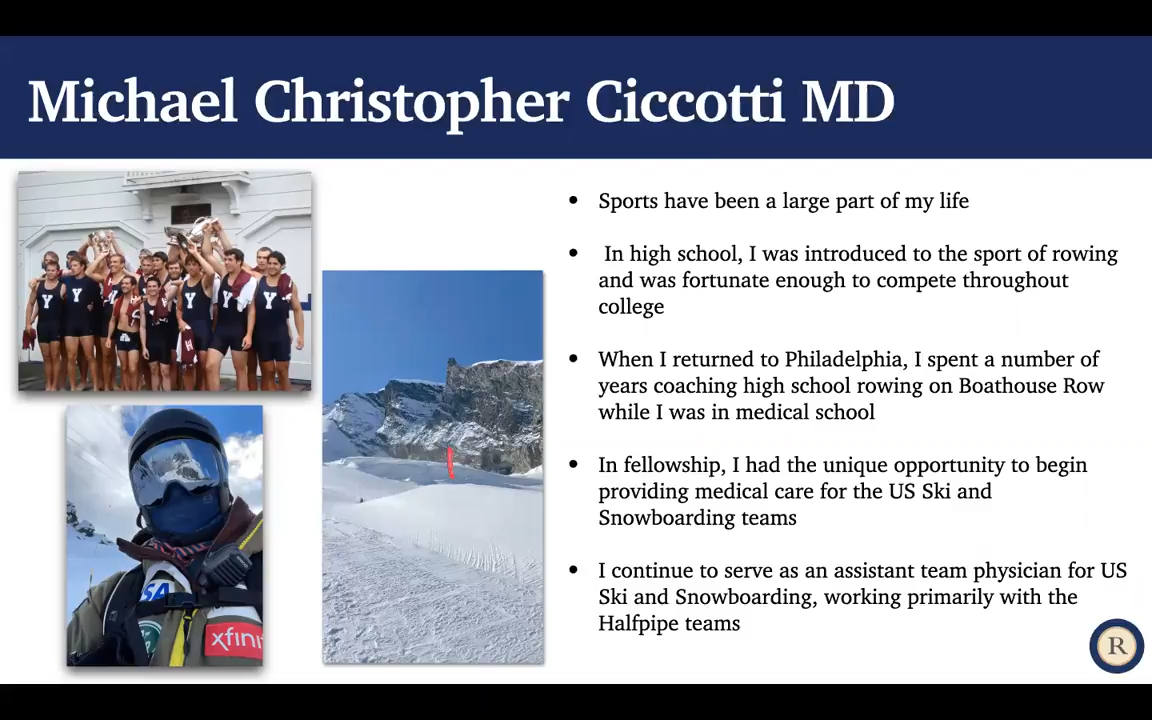 Michael Christopher Ciccotti MD
Sports have been a large part of my life
In high school, I was introduced to the sport of rowing
and was fortunate enough to compete throughout
college
When I returned to Philadelphia, I spent a number of
years coaching high school rowing on Boathouse Row
while I was in medical school
In fellowship, I had the unique opportunity to begin
providing medical care for the US Ski and
Snowboarding teams
I continue to serve as an assistant team physician for US
Ski and Snowboarding, working primarily with the
Halfpipe teams
Y
Y
Y
Y
Y
H
SA
xfini
R